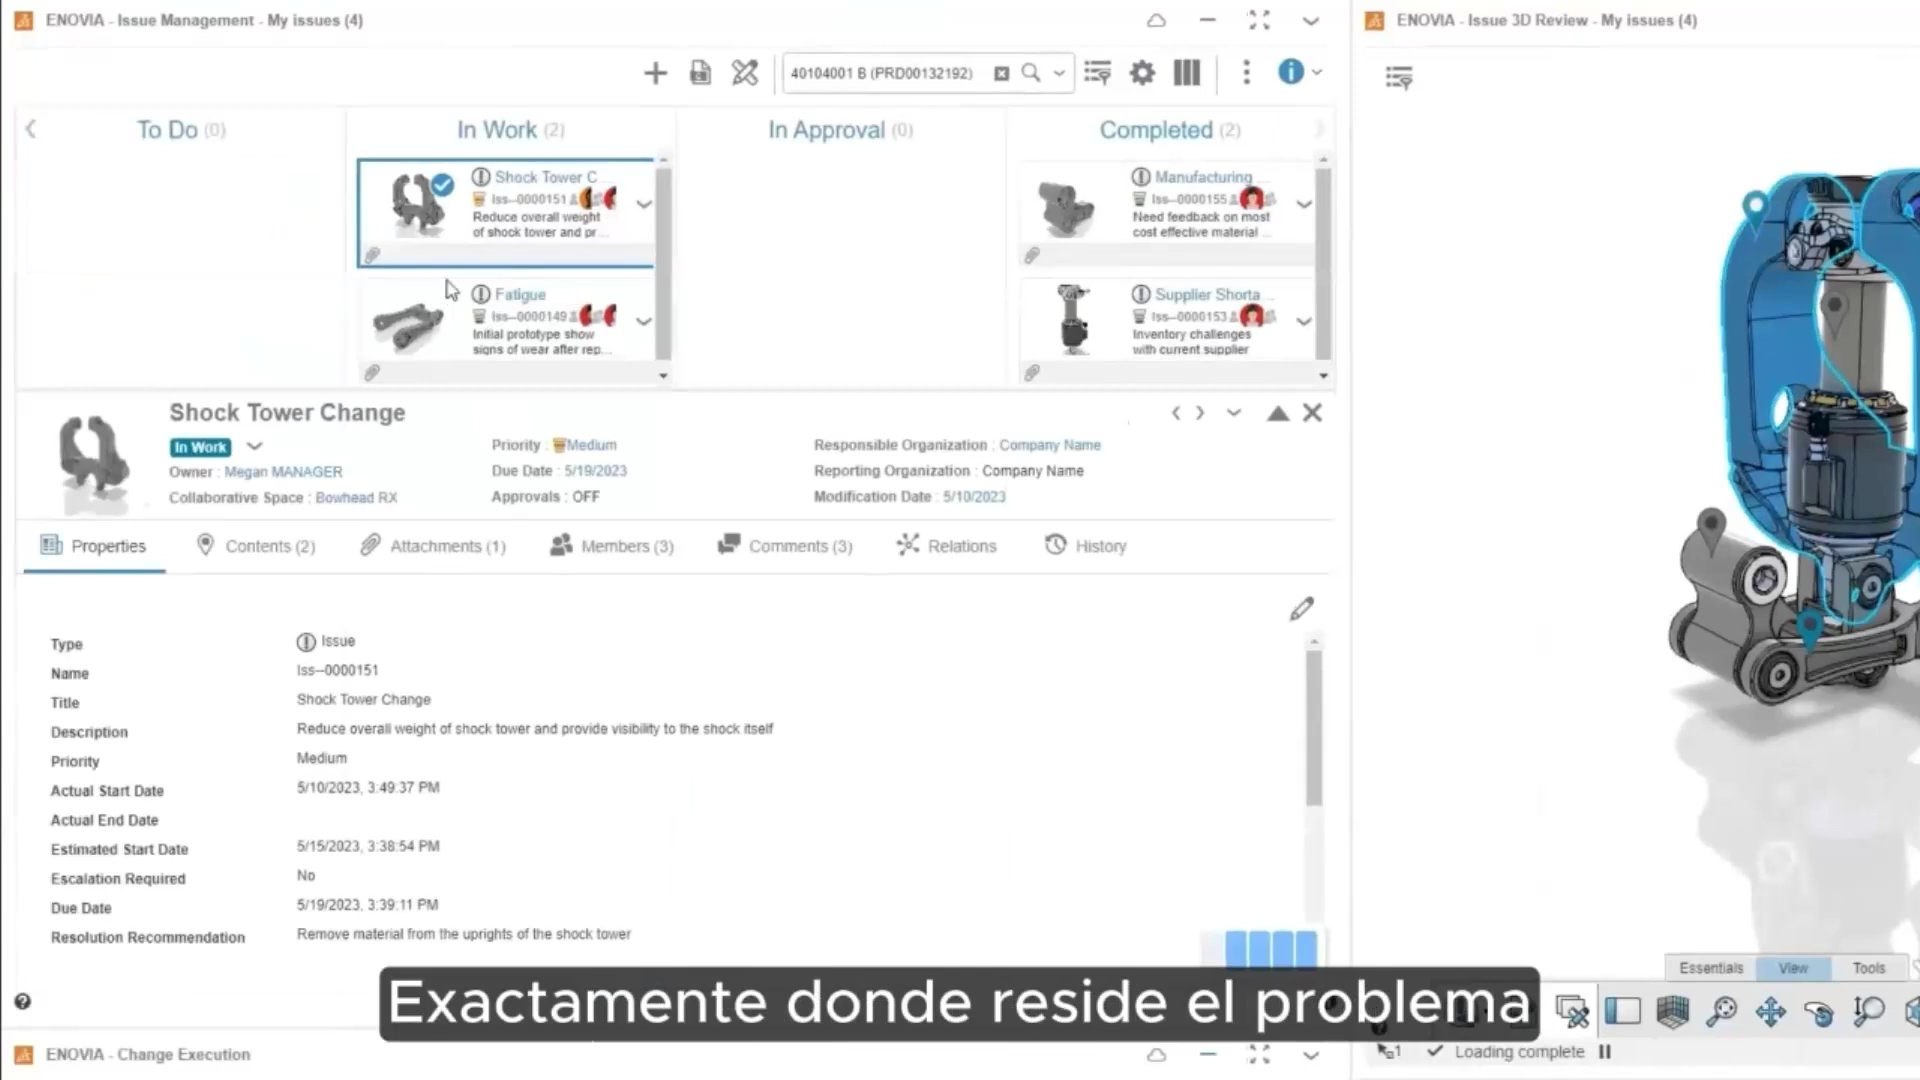 ENOVIA - Issue Management - My issues (4)
ENOVIA - Issue 3D Review - My issues (4)
40104001 B (PRD00132192)
To Do (0)
In Work (2)
In Approval (0)
Completed (2)
Shock Tower C...
Iss--0000151
Reduce overall weight
of shock tower and pr...
Fatigue
Iss--0000149
Initial prototype show
signs of wear after rep...
Manufacturing ...
Iss--0000155
Need feedback on most
cost effective material ...
Supplier Shorta...
Iss--0000153
Inventory challenges
with current supplier
Shock Tower Change
In Work
Owner : Megan MANAGER
Collaborative Space : Bowhead RX
Priority : Medium
Due Date : 5/19/2023
Approvals : OFF
Responsible Organization : Company Name
Reporting Organization : Company Name
Modification Date : 5/10/2023
Properties
Contents (2)
Attachments (1)
Members (3)
Comments (3)
Relations
History
Type Issue
Name Iss--0000151
Title Shock Tower Change
Description Reduce overall weight of shock tower and provide visibility to the shock itself
Priority Medium
Actual Start Date 5/10/2023, 3:49:37 PM
Actual End Date
Estimated Start Date 5/15/2023, 3:38:54 PM
Escalation Required No
Due Date 5/19/2023, 3:39:11 PM
Resolution Recommendation Remove material from the uprights of the shock tower
Essentials View Tools
Exactamente donde reside el problema
1 Loading complete
ENOVIA - Change Execution